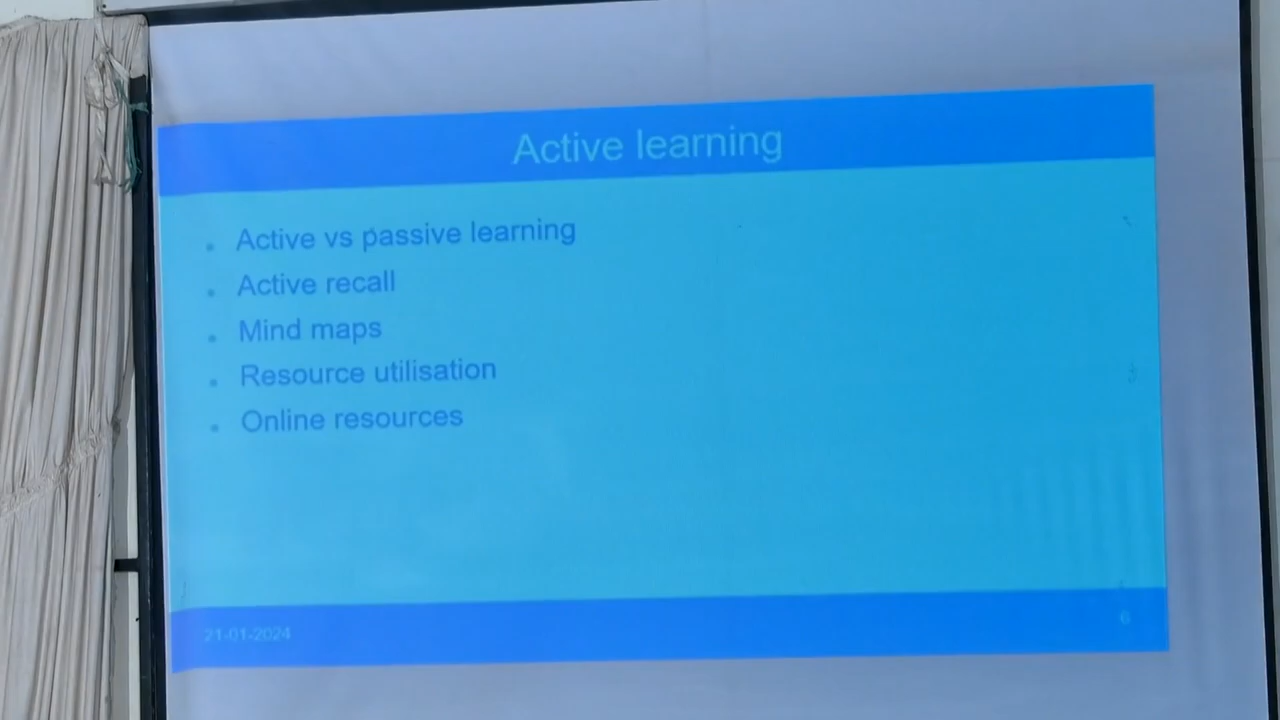 Active learning
Active vs passive learning
Active recall
Mind maps
Resource utilisation
Online resources
21-01-2024
6